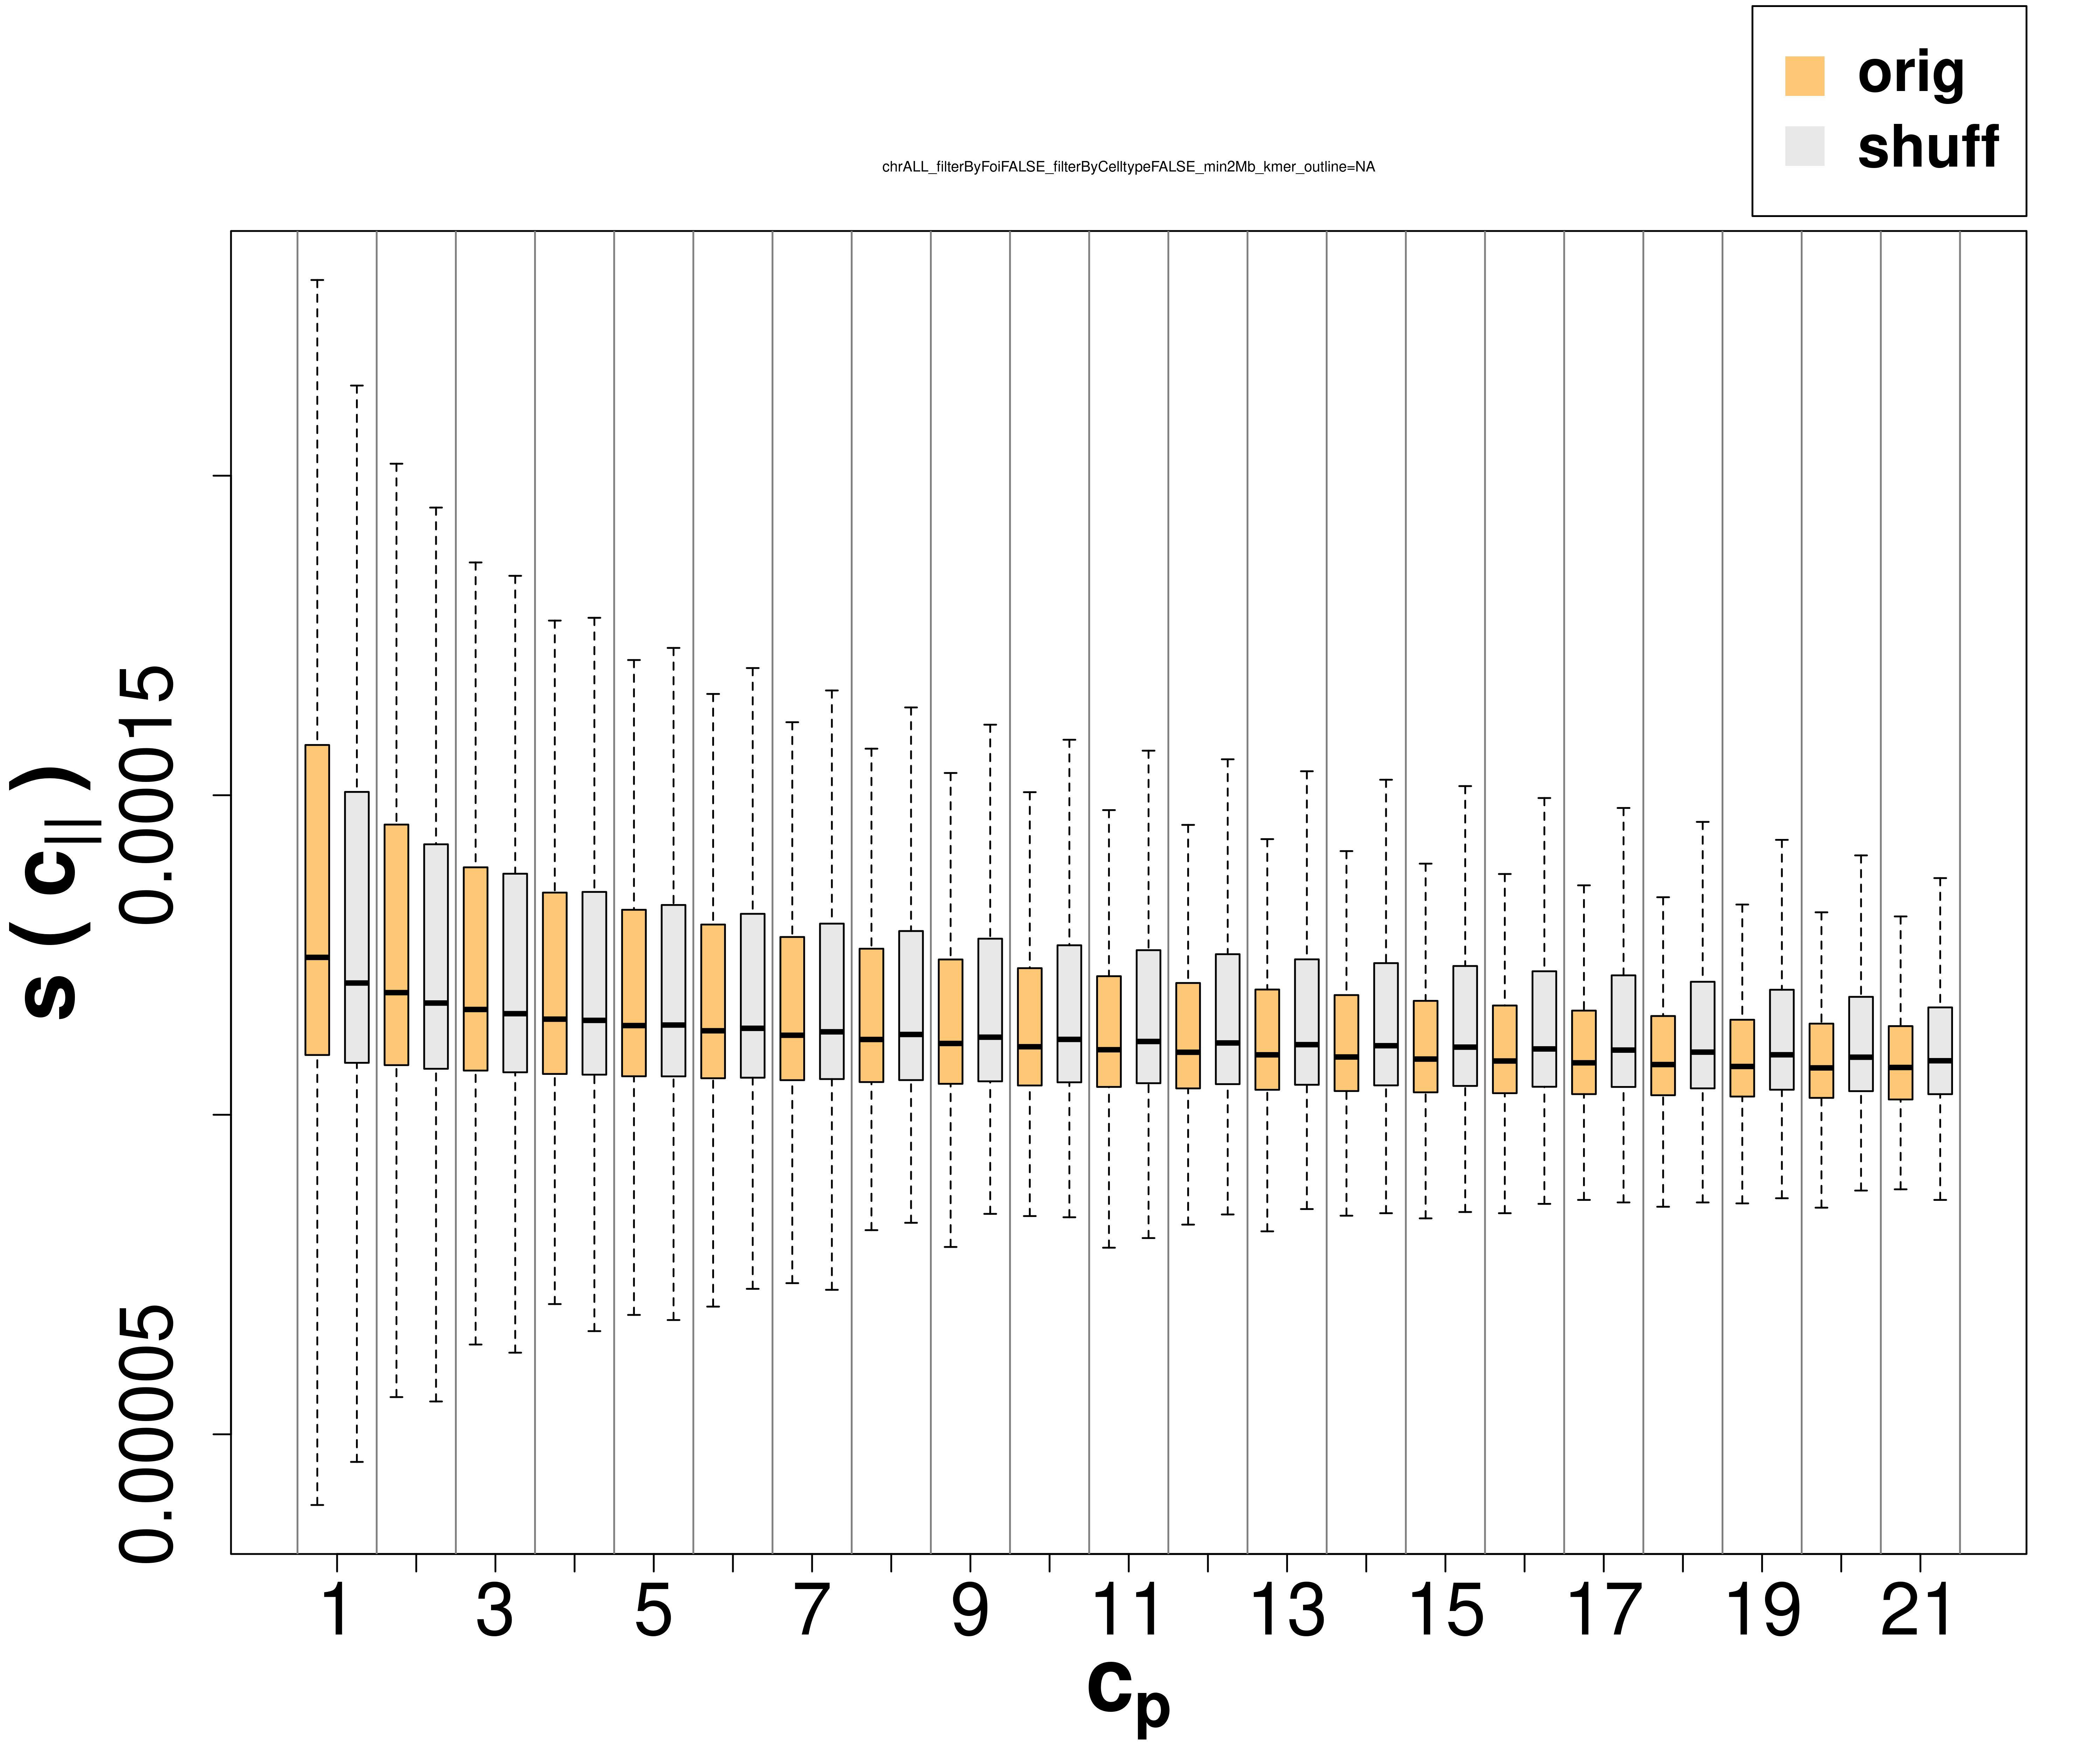 orig
shuff
chrALL_filterByFoiFALSE_filterByCelltypeFALSE_min2Mb_kmer_outline=NA
s ( c|| )
0.00015
0.00005
1 3 5 7 9 11 13 15 17 19 21
cp